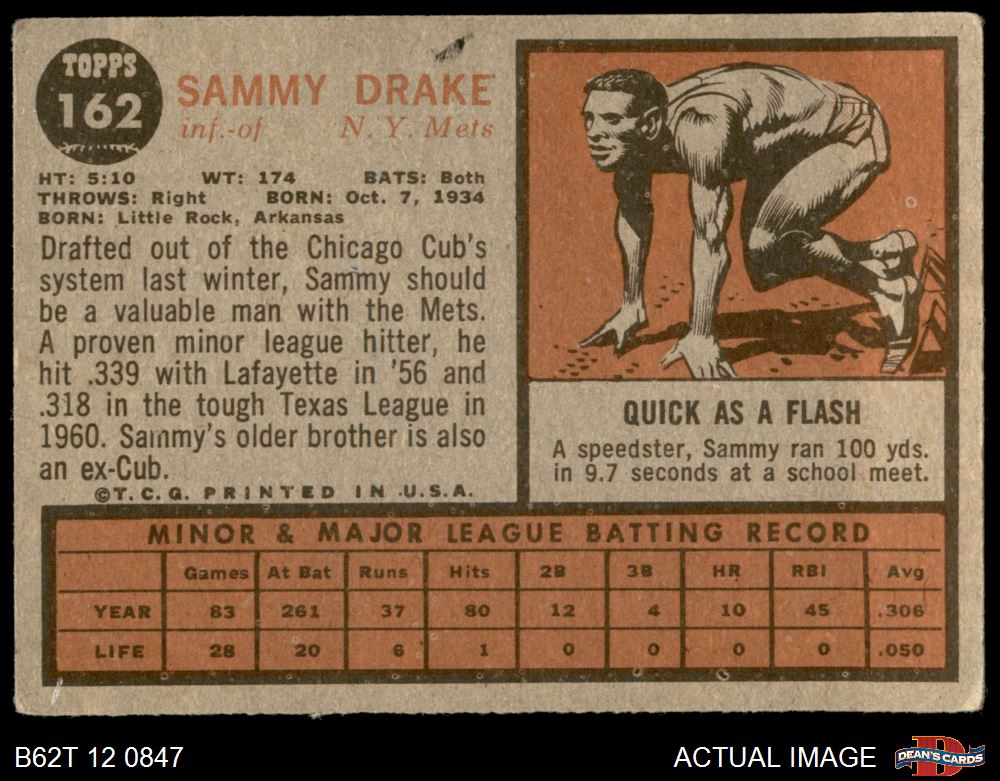 TOPPS
162
SAMMY DRAKE
inf.-of N. Y. Mets
HT: 5:10 WT: 174 BATS: Both
THROWS: Right BORN: Oct. 7, 1934
BORN: Little Rock, Arkansas
Drafted out of the Chicago Cub's
system last winter, Sammy should
be a valuable man with the Mets.
A proven minor league hitter, he
hit .339 with Lafayette in '56 and
.318 in the tough Texas League in
1960. Sammy's older brother is also
an ex-Cub.
©T. C. G. PRINTED IN U.S.A.
QUICK AS A FLASH
A speedster, Sammy ran 100 yds.
in 9.7 seconds at a school meet.
MINOR & MAJOR LEAGUE BATTING RECORD
Games At Bat Runs Hits 2B 3B HR RBI Avg
YEAR 83 261 37 80 12 4 10 45 .306
LIFE 28 20 6 1 0 0 0 0 .050
B62T 12 0847
ACTUAL IMAGE
D
DEAN'S CARDS